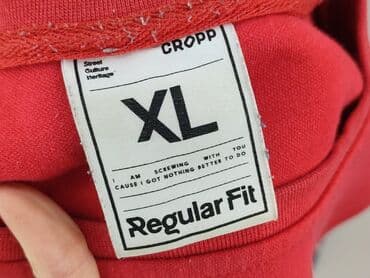 Street
Culture
Heritage
CROPP
XL
I AM SCREWING WITH YOU
CAUSE I GOT NOTHING BETTER TO DO
Regular Fit